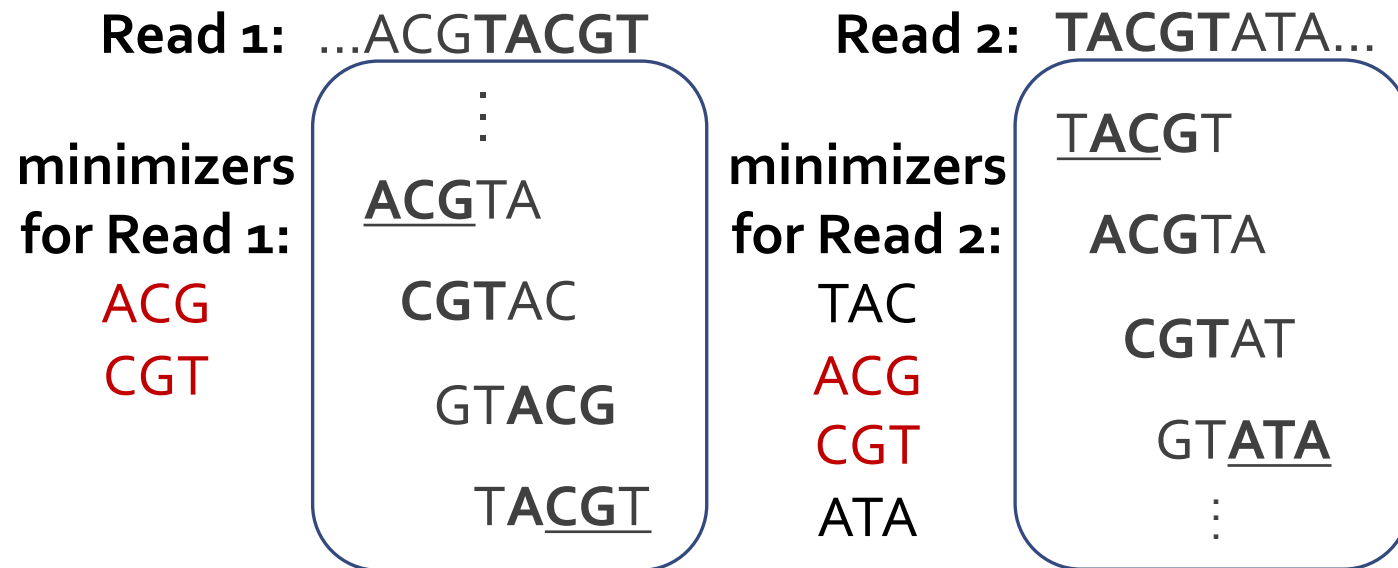 Read 1: ...ACGTACGT
minimizers
for Read 1:
ACG
CGT
⋮
ACGTA
CGTAC
GTACG
TACGT
Read 2: TACGTATA...
minimizers
for Read 2:
TAC
ACG
CGT
ATA
TACGT
ACGTA
CGTAT
GTATA
⋮